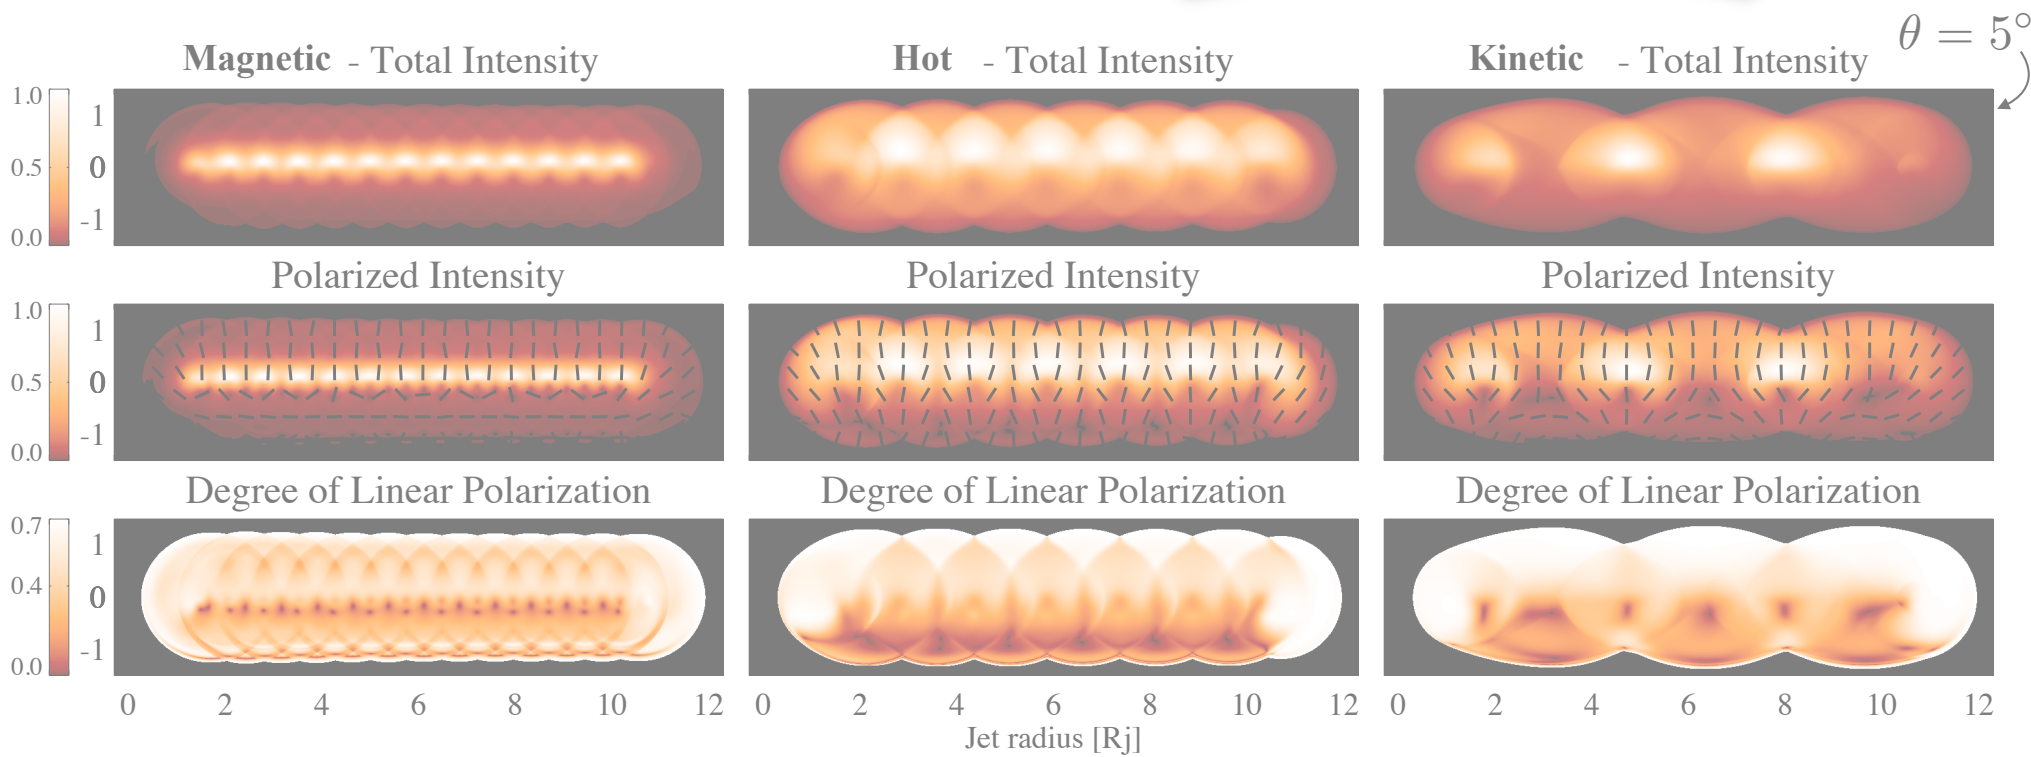 θ = 5°
Magnetic - Total Intensity
Hot - Total Intensity
Kinetic - Total Intensity
1.0
0.5
0.0
1
0
-1
Polarized Intensity
Polarized Intensity
Polarized Intensity
1.0
0.5
0.0
1
0
-1
Degree of Linear Polarization
Degree of Linear Polarization
Degree of Linear Polarization
0.7
0.4
0.0
1
0
-1
0 2 4 6 8 10 12
0 2 4 6 8 10 12
0 2 4 6 8 10 12
Jet radius [Rj]